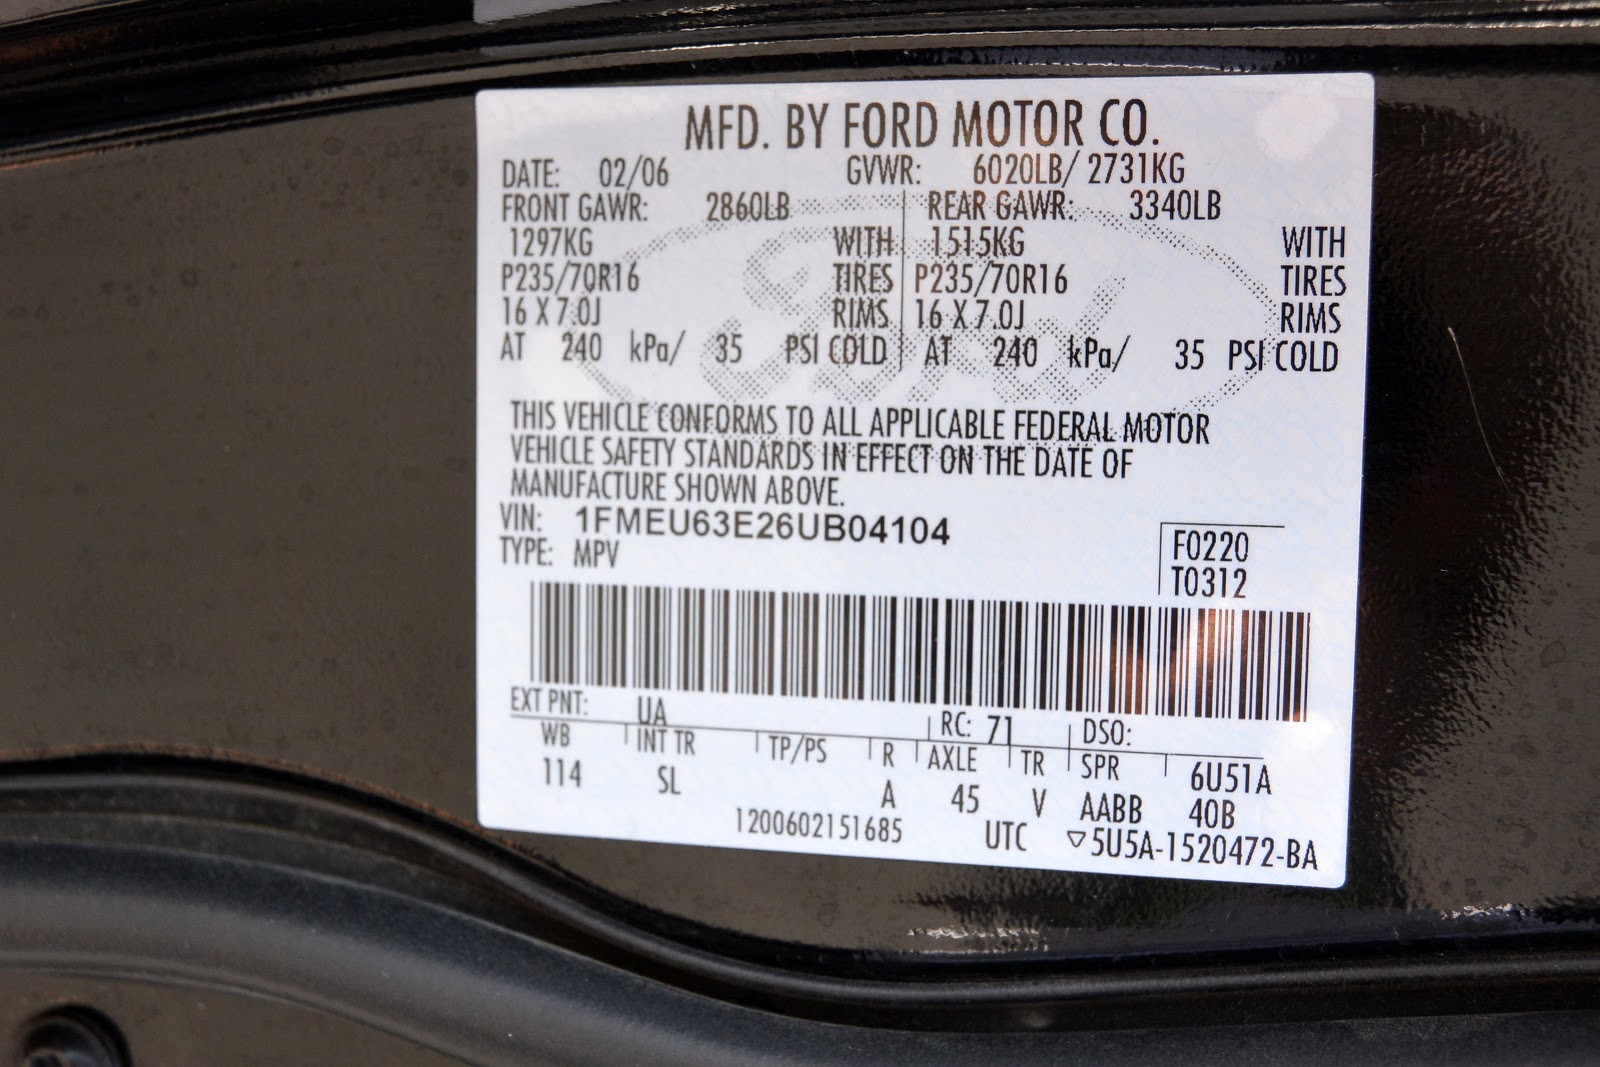 MFD. BY FORD MOTOR CO.
DATE: 02/06 GVWR: 6020LB/ 2731KG
FRONT GAWR: 2860LB REAR GAWR: 3340LB
1297KG WITH 1515KG WITH
P235/70R16 TIRES P235/70R16 TIRES
16 X 7.0J RIMS 16 X 7.0J RIMS
AT 240 kPa/ 35 PSI COLD AT 240 kPa/ 35 PSI COLD
THIS VEHICLE CONFORMS TO ALL APPLICABLE FEDERAL MOTOR
VEHICLE SAFETY STANDARDS IN EFFECT ON THE DATE OF
MANUFACTURE SHOWN ABOVE.
VIN: 1FMEU63E26UB04104
TYPE: MPV
F0220
T0312
EXT PNT: UA RC: 71 DSO:
WB INT TR TP/PS R AXLE TR SPR 6U51A
114 SL A 45 V AABB 40B
1200602151685 UTC ▽5U5A-1520472-BA